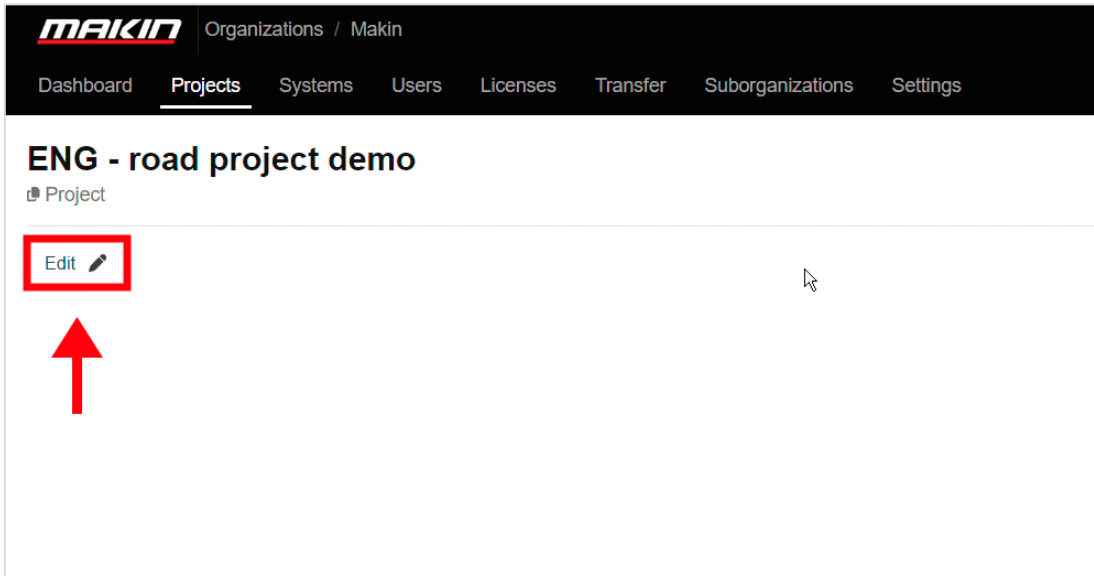 MAKIN Organizations / Makin
Dashboard Projects Systems Users Licenses Transfer Suborganizations Settings
ENG - road project demo
Project
Edit